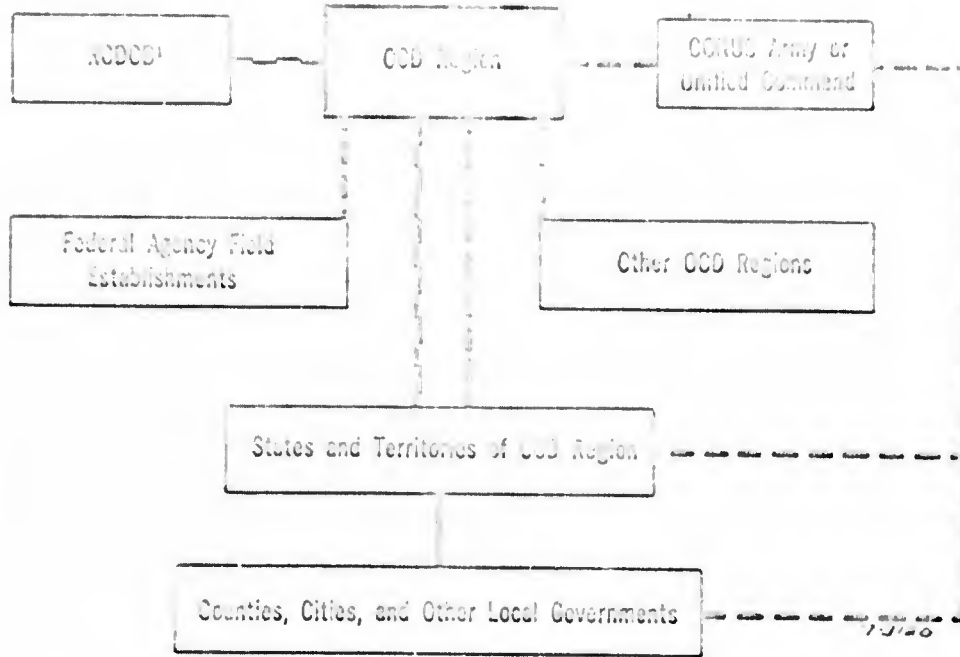 OCD Region
CONUS Army or
Unified Command
Federal Agency Field
Establishments
Other OCD Regions
States and Territories of OCD Region
Counties, Cities, and Other Local Governments